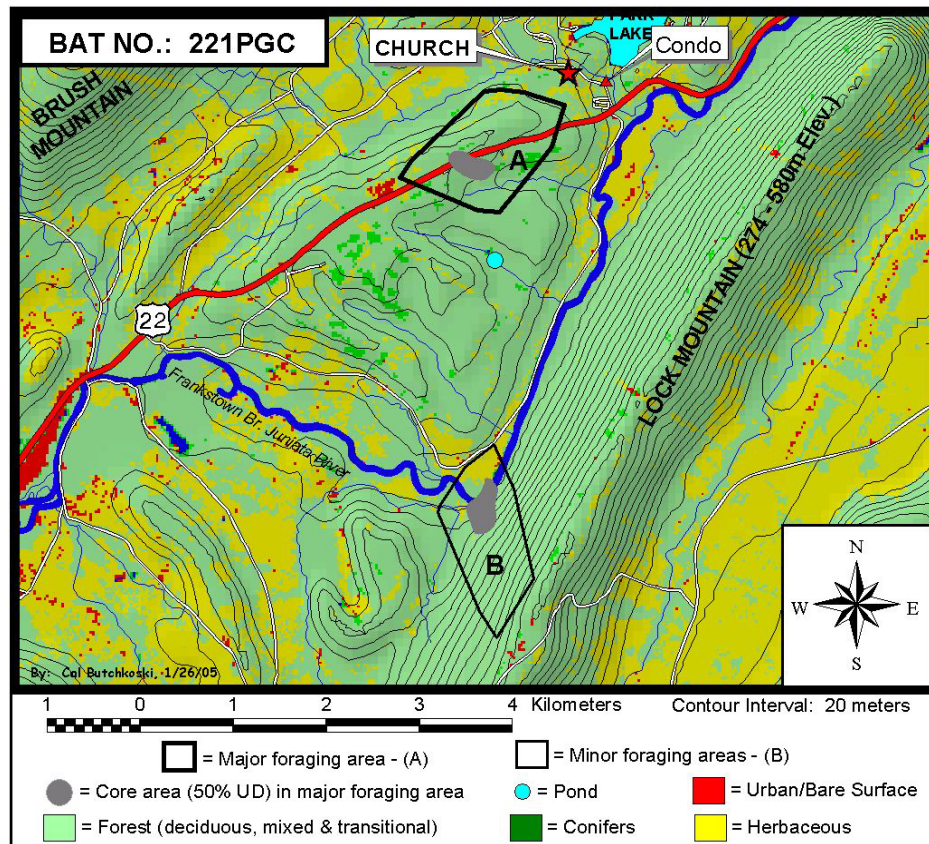 BAT NO.: 221PGC
PARK
LAKE
CHURCH
Condo
BRUSH
MOUNTAIN
A
LOCK MOUNTAIN (274 - 580m Elev.)
22
Frankstown Br. Juniata River
B
N
W E
S
By: Cal Butchkoski, 1/26/05
1 0 1 2 3 4 Kilometers Contour Interval: 20 meters
= Major foraging area - (A) = Minor foraging areas - (B)
= Core area (50% UD) in major foraging area = Pond = Urban/Bare Surface
= Forest (deciduous, mixed & transitional) = Conifers = Herbaceous